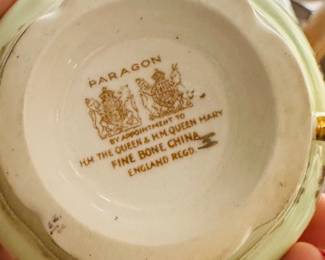 PARAGON
BY APPOINTMENT TO
H.M. THE QUEEN & H.M. QUEEN MARY
FINE BONE CHINA
ENGLAND REGD.